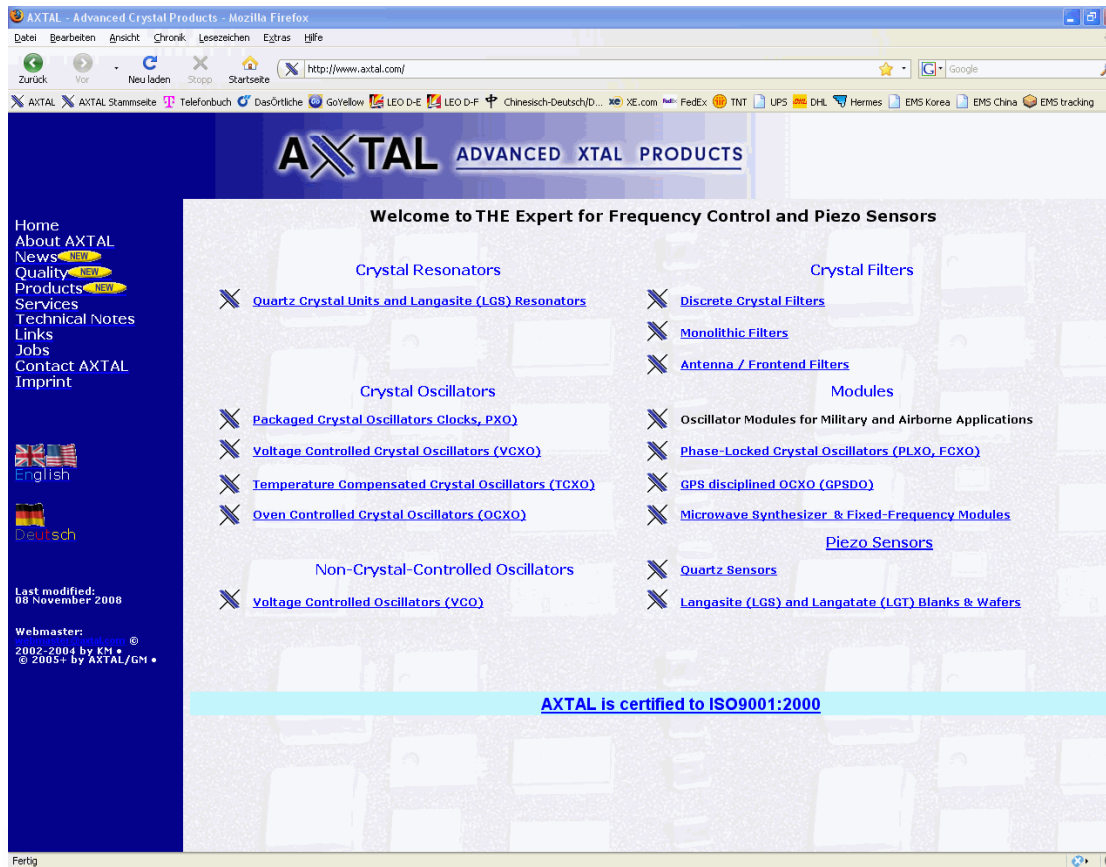 AXTAL - Advanced Crystal Products - Mozilla Firefox
Datei Bearbeiten Ansicht Chronik Lesezeichen Extras Hilfe
Zurück Vor Neu laden Stopp Startseite http://www.axtal.com/ G Google
AXTAL AXTAL Stammseite Telefonbuch DasÖrtliche GoYellow LEO D-E LEO D-F Chinesisch-Deutsch/D... XE.com FedEx TNT UPS DHL Hermes EMS Korea EMS China EMS tracking
AXTAL ADVANCED XTAL PRODUCTS
Welcome to THE Expert for Frequency Control and Piezo Sensors
Home
About AXTAL
News NEW
Quality NEW
Products NEW
Services
Technical Notes
Links
Jobs
Contact AXTAL
Imprint
English
Deutsch
Last modified:
08 November 2008
Webmaster:
©
2002-2004 by KM •
© 2005+ by AXTAL/GM •
Crystal Resonators
Quartz Crystal Units and Langasite (LGS) Resonators
Crystal Filters
Discrete Crystal Filters
Monolithic Filters
Antenna / Frontend Filters
Crystal Oscillators
Packaged Crystal Oscillators Clocks, PXO)
Voltage Controlled Crystal Oscillators (VCXO)
Temperature Compensated Crystal Oscillators (TCXO)
Oven Controlled Crystal Oscillators (OCXO)
Modules
Oscillator Modules for Military and Airborne Applications
Phase-Locked Crystal Oscillators (PLXO, FCXO)
GPS disciplined OCXO (GPSDO)
Microwave Synthesizer & Fixed-Frequency Modules
Non-Crystal-Controlled Oscillators
Voltage Controlled Oscillators (VCO)
Piezo Sensors
Quartz Sensors
Langasite (LGS) and Langatate (LGT) Blanks & Wafers
AXTAL is certified to ISO9001:2000
Fertig